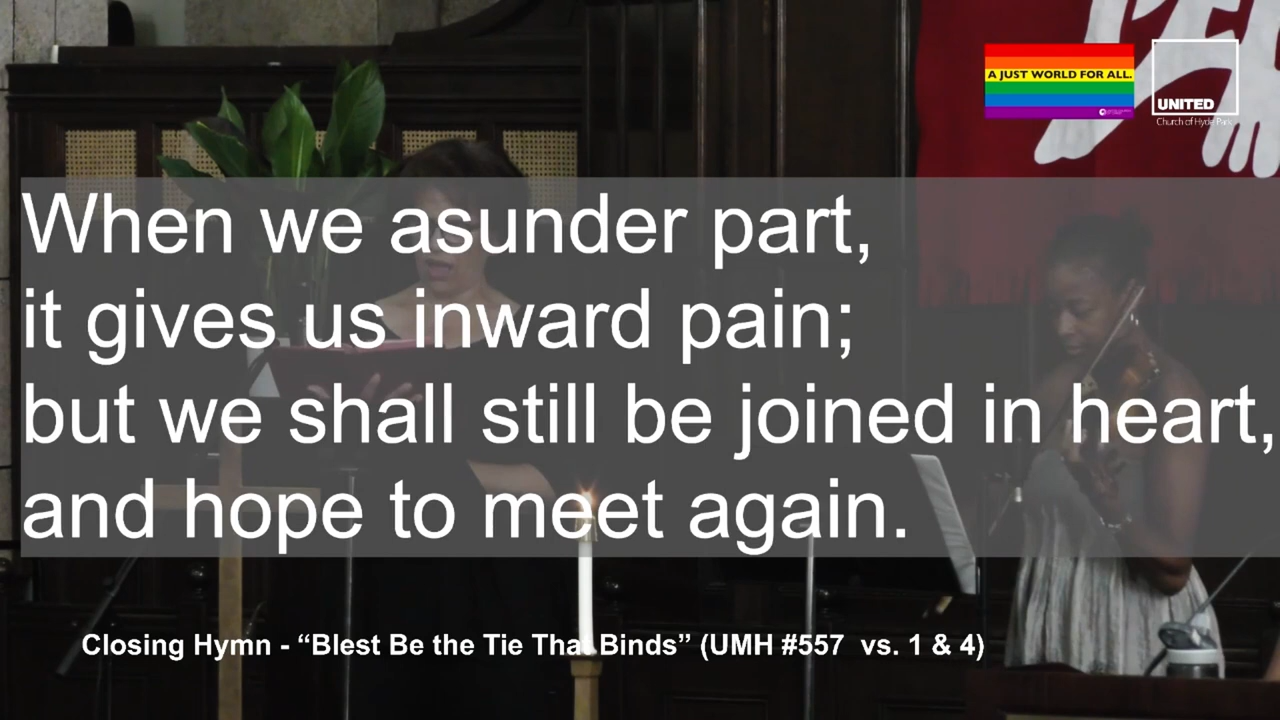 A JUST WORLD FOR ALL.
UNITED
Church of Hyde Park
When we asunder part,
it gives us inward pain;
but we shall still be joined in heart,
and hope to meet again.
Closing Hymn - “Blest Be the Tie That Binds” (UMH #557 vs. 1 & 4)